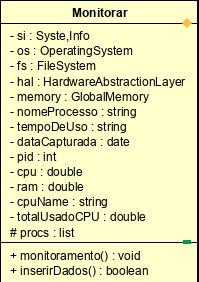 Monitorar
- si : Syste,Info
- os : OperatingSystem
- fs : FileSystem
- hal : HardwareAbstractionLayer
- memory : GlobalMemory
- nomeProcesso : string
- tempoDeUso : string
- dataCapturada : date
- pid : int
- cpu : double
- ram : double
- cpuName : string
- totalUsadoCPU : double
# procs : list
+ monitoramento() : void
+ inserirDados() : boolean